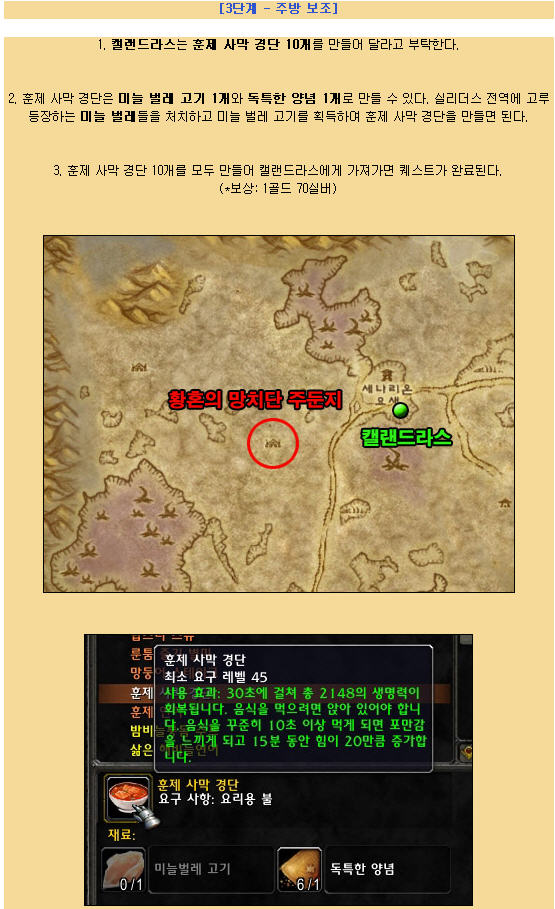 [3단계 - 주방 보조]
1. 캘랜드라스는 훈제 사막 경단 10개를 만들어 달라고 부탁한다.
2. 훈제 사막 경단은 미늘 벌레 고기 1개와 독특한 양념 1개로 만들 수 있다. 실리더스 전역에 고루
등장하는 미늘 벌레들을 처치하고 미늘 벌레 고기를 획득하여 훈제 사막 경단을 만들면 된다.
3. 훈제 사막 경단 10개를 모두 만들어 캘랜드라스에게 가져가면 퀘스트가 완료된다.
(*보상: 1골드 70실버)
황혼의 망치단 주둔지
세나리온
요새
캘랜드라스
룬툼
망둥
훈제
훈제
밤비
삶은
훈제 사막 경단
최소 요구 레벨 45
사용 효과: 30초에 걸쳐 총 2148의 생명력이
회복됩니다. 음식을 먹으려면 앉아 있어야 합니
다. 음식을 꾸준히 10초 이상 먹게 되면 포만감
을 느끼게 되고 15분 동안 힘이 20만큼 증가합
니다.
훈제 사막 경단
요구 사항: 요리용 불
재료:
미늘벌레 고기
0/1
독특한 양념
6/1